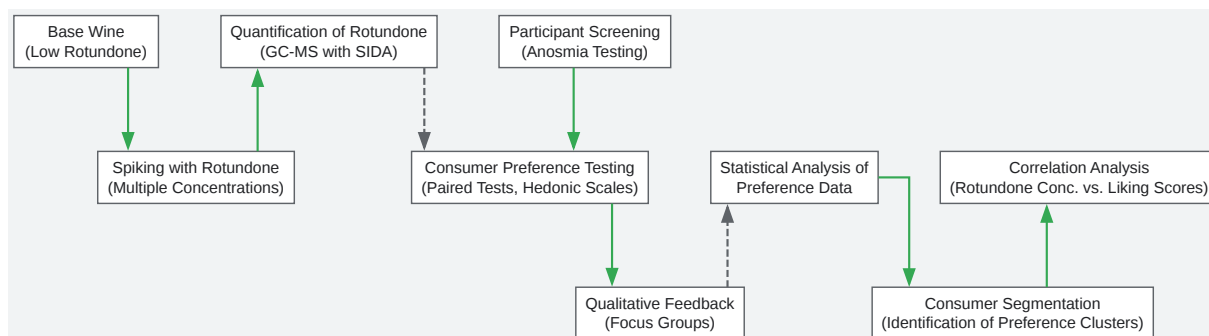 Base Wine
(Low Rotundone)
Quantification of Rotundone
(GC-MS with SIDA)
Participant Screening
(Anosmia Testing)
Spiking with Rotundone
(Multiple Concentrations)
Consumer Preference Testing
(Paired Tests, Hedonic Scales)
Statistical Analysis of
Preference Data
Correlation Analysis
(Rotundone Conc. vs. Liking Scores)
Qualitative Feedback
(Focus Groups)
Consumer Segmentation
(Identification of Preference Clusters)